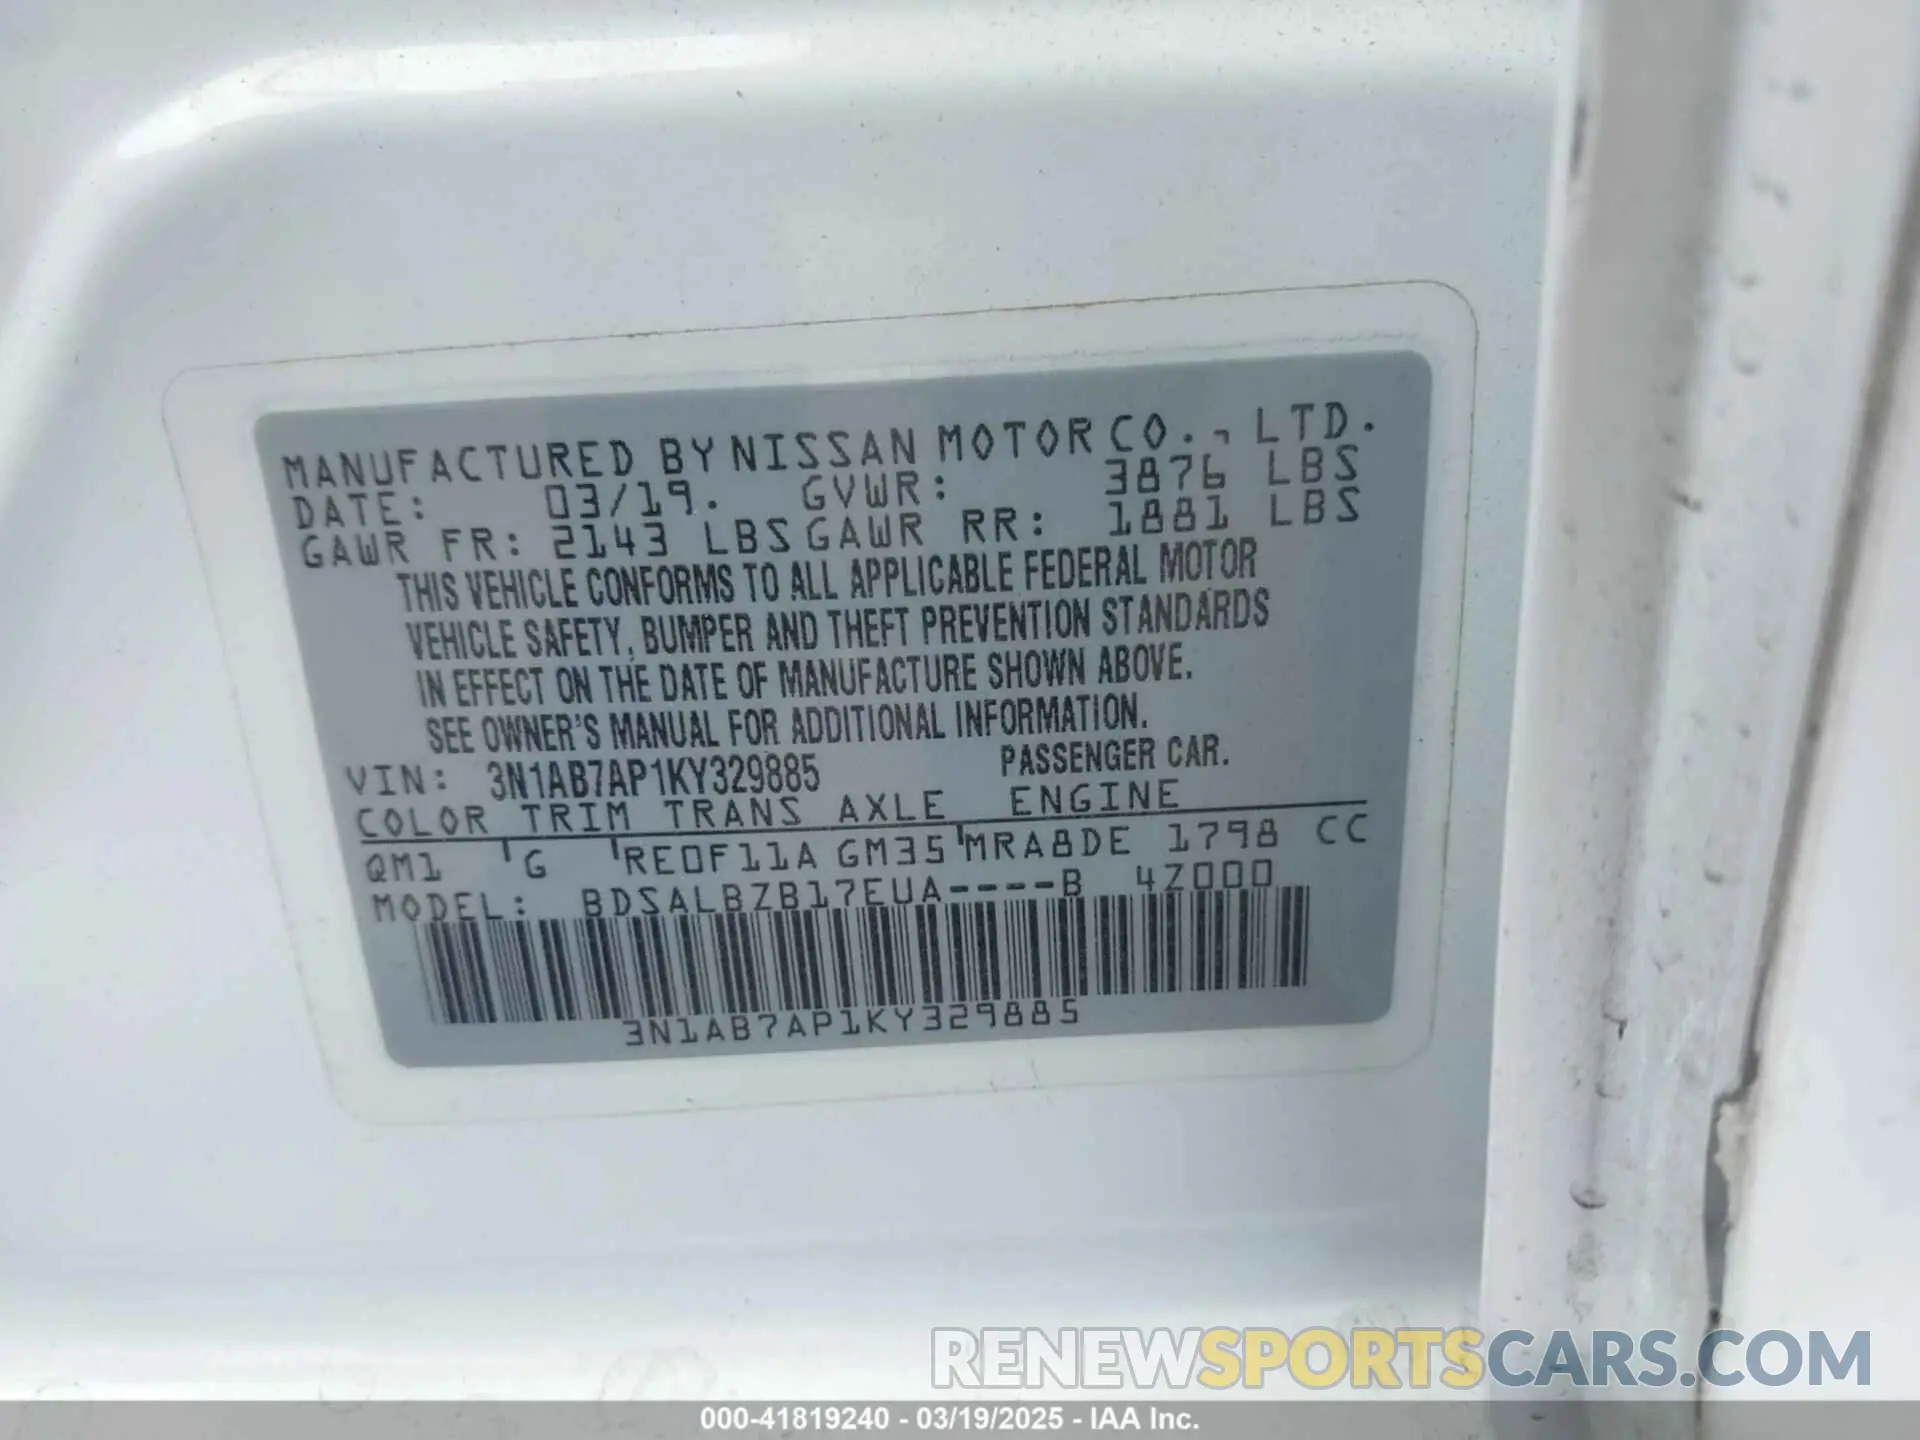 MANUFACTURED BY NISSAN MOTOR CO., LTD.
DATE: 03/19. GVWR: 3876 LBS
GAWR FR: 2143 LBS GAWR RR: 1881 LBS
THIS VEHICLE CONFORMS TO ALL APPLICABLE FEDERAL MOTOR
VEHICLE SAFETY, BUMPER AND THEFT PREVENTION STANDARDS
IN EFFECT ON THE DATE OF MANUFACTURE SHOWN ABOVE.
SEE OWNER'S MANUAL FOR ADDITIONAL INFORMATION.
VIN: 3N1AB7AP1KY329885 PASSENGER CAR.
COLOR TRIM TRANS AXLE ENGINE
QM1 G RE0F11A GM35 MRA8DE 1798 CC
MODEL: BDSALBZB17EUA----B 4Z000
3N1AB7AP1KY329885
RENEWSPORTSCARS.COM
000-41819240 - 03/19/2025 - IAA Inc.